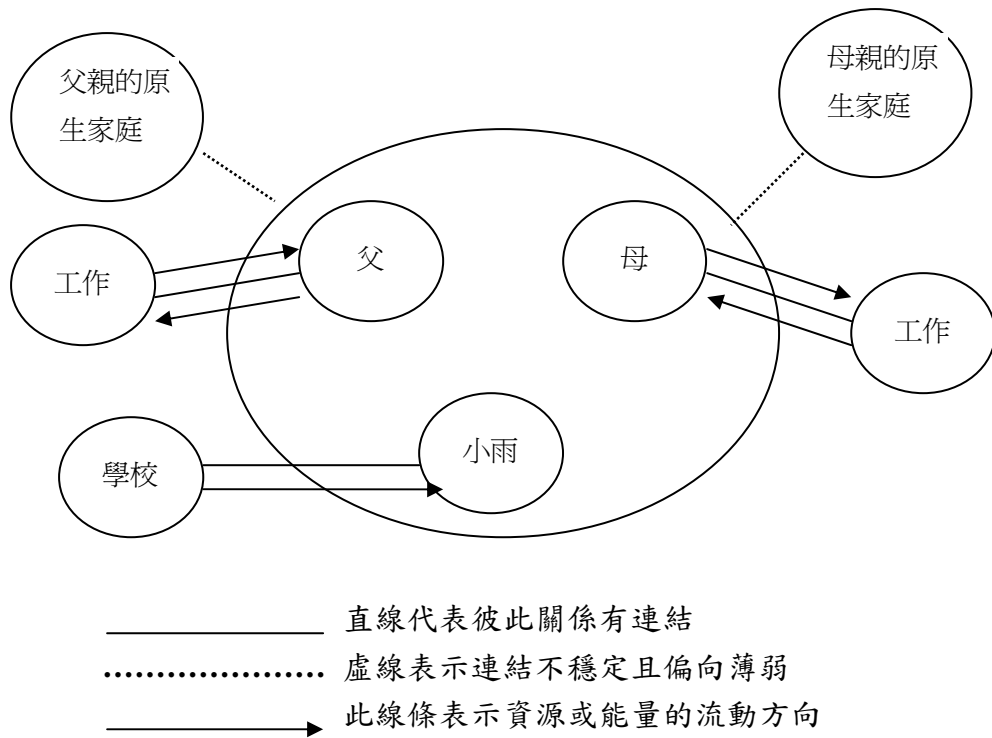 父親的原
生家庭
母親的原
生家庭
工作
父
母
工作
學校
小雨
直線代表彼此關係有連結
虛線表示連結不穩定且偏向薄弱
此線條表示資源或能量的流動方向